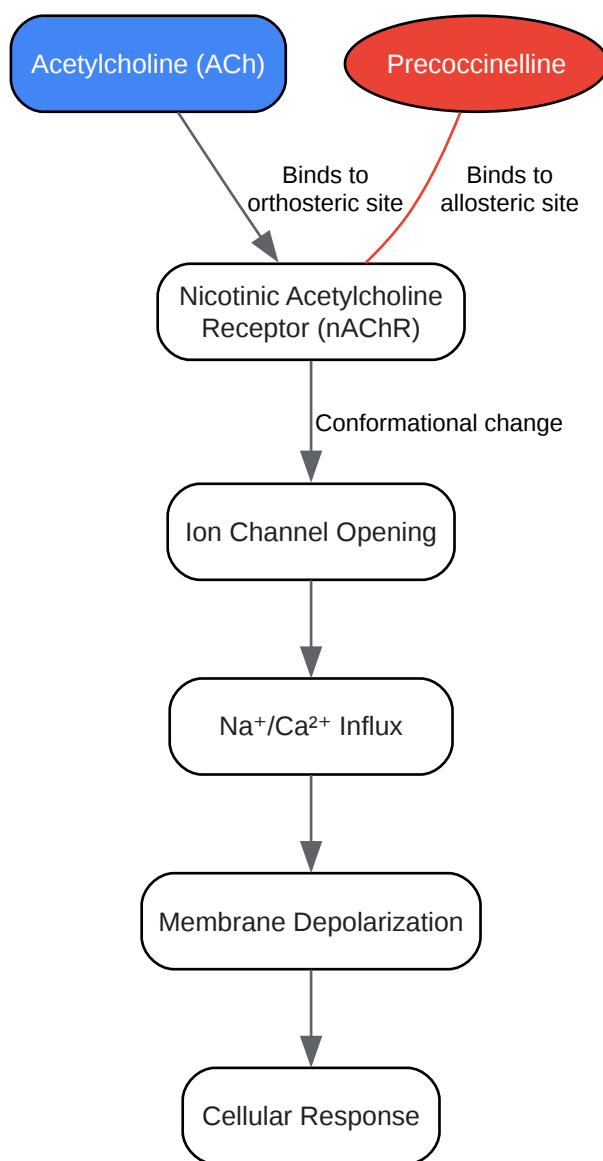 Acetylcholine (ACh)
Precoccinelline
Binds to
orthosteric site
Binds to
allosteric site
Nicotinic Acetylcholine
Receptor (nAChR)
Conformational change
Ion Channel Opening
Na⁺/Ca²⁺ Influx
Membrane Depolarization
Cellular Response